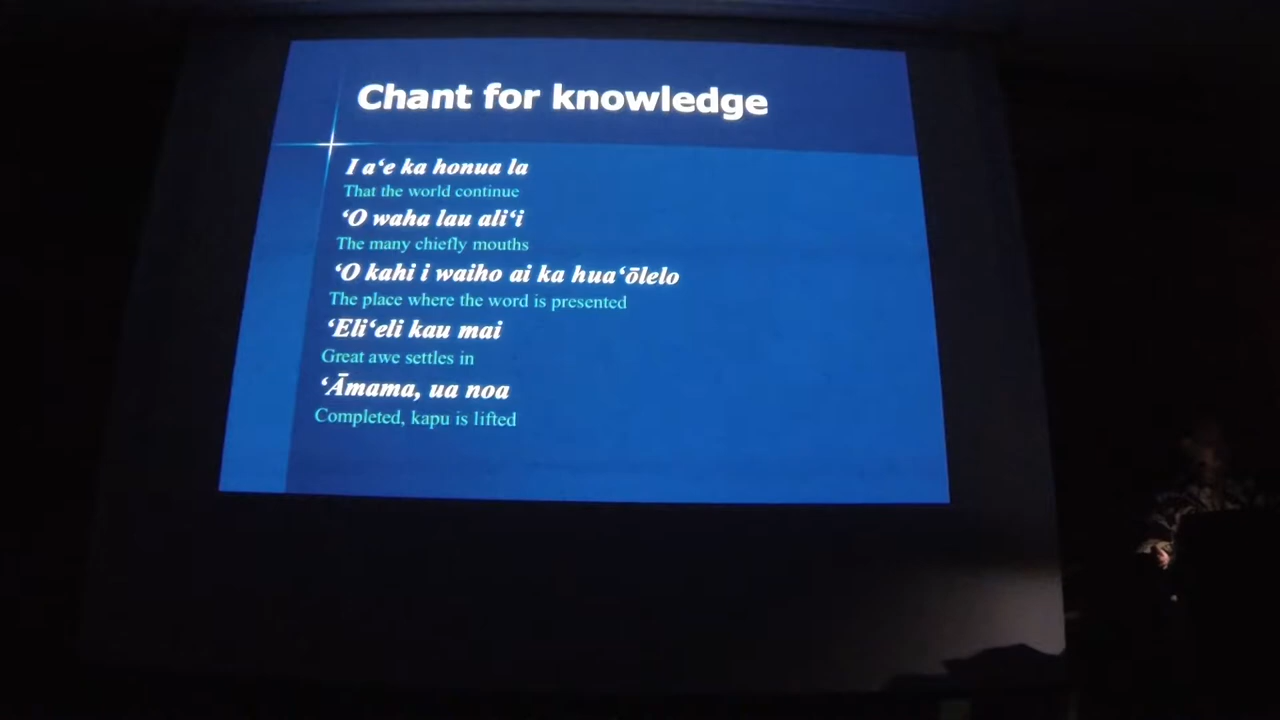 Chant for knowledge
I aʻe ka honua la
That the world continue
ʻO waha lau aliʻi
The many chiefly mouths
ʻO kahi i waiho ai ka huaʻōlelo
The place where the word is presented
ʻEliʻeli kau mai
Great awe settles in
ʻĀmama, ua noa
Completed, kapu is lifted